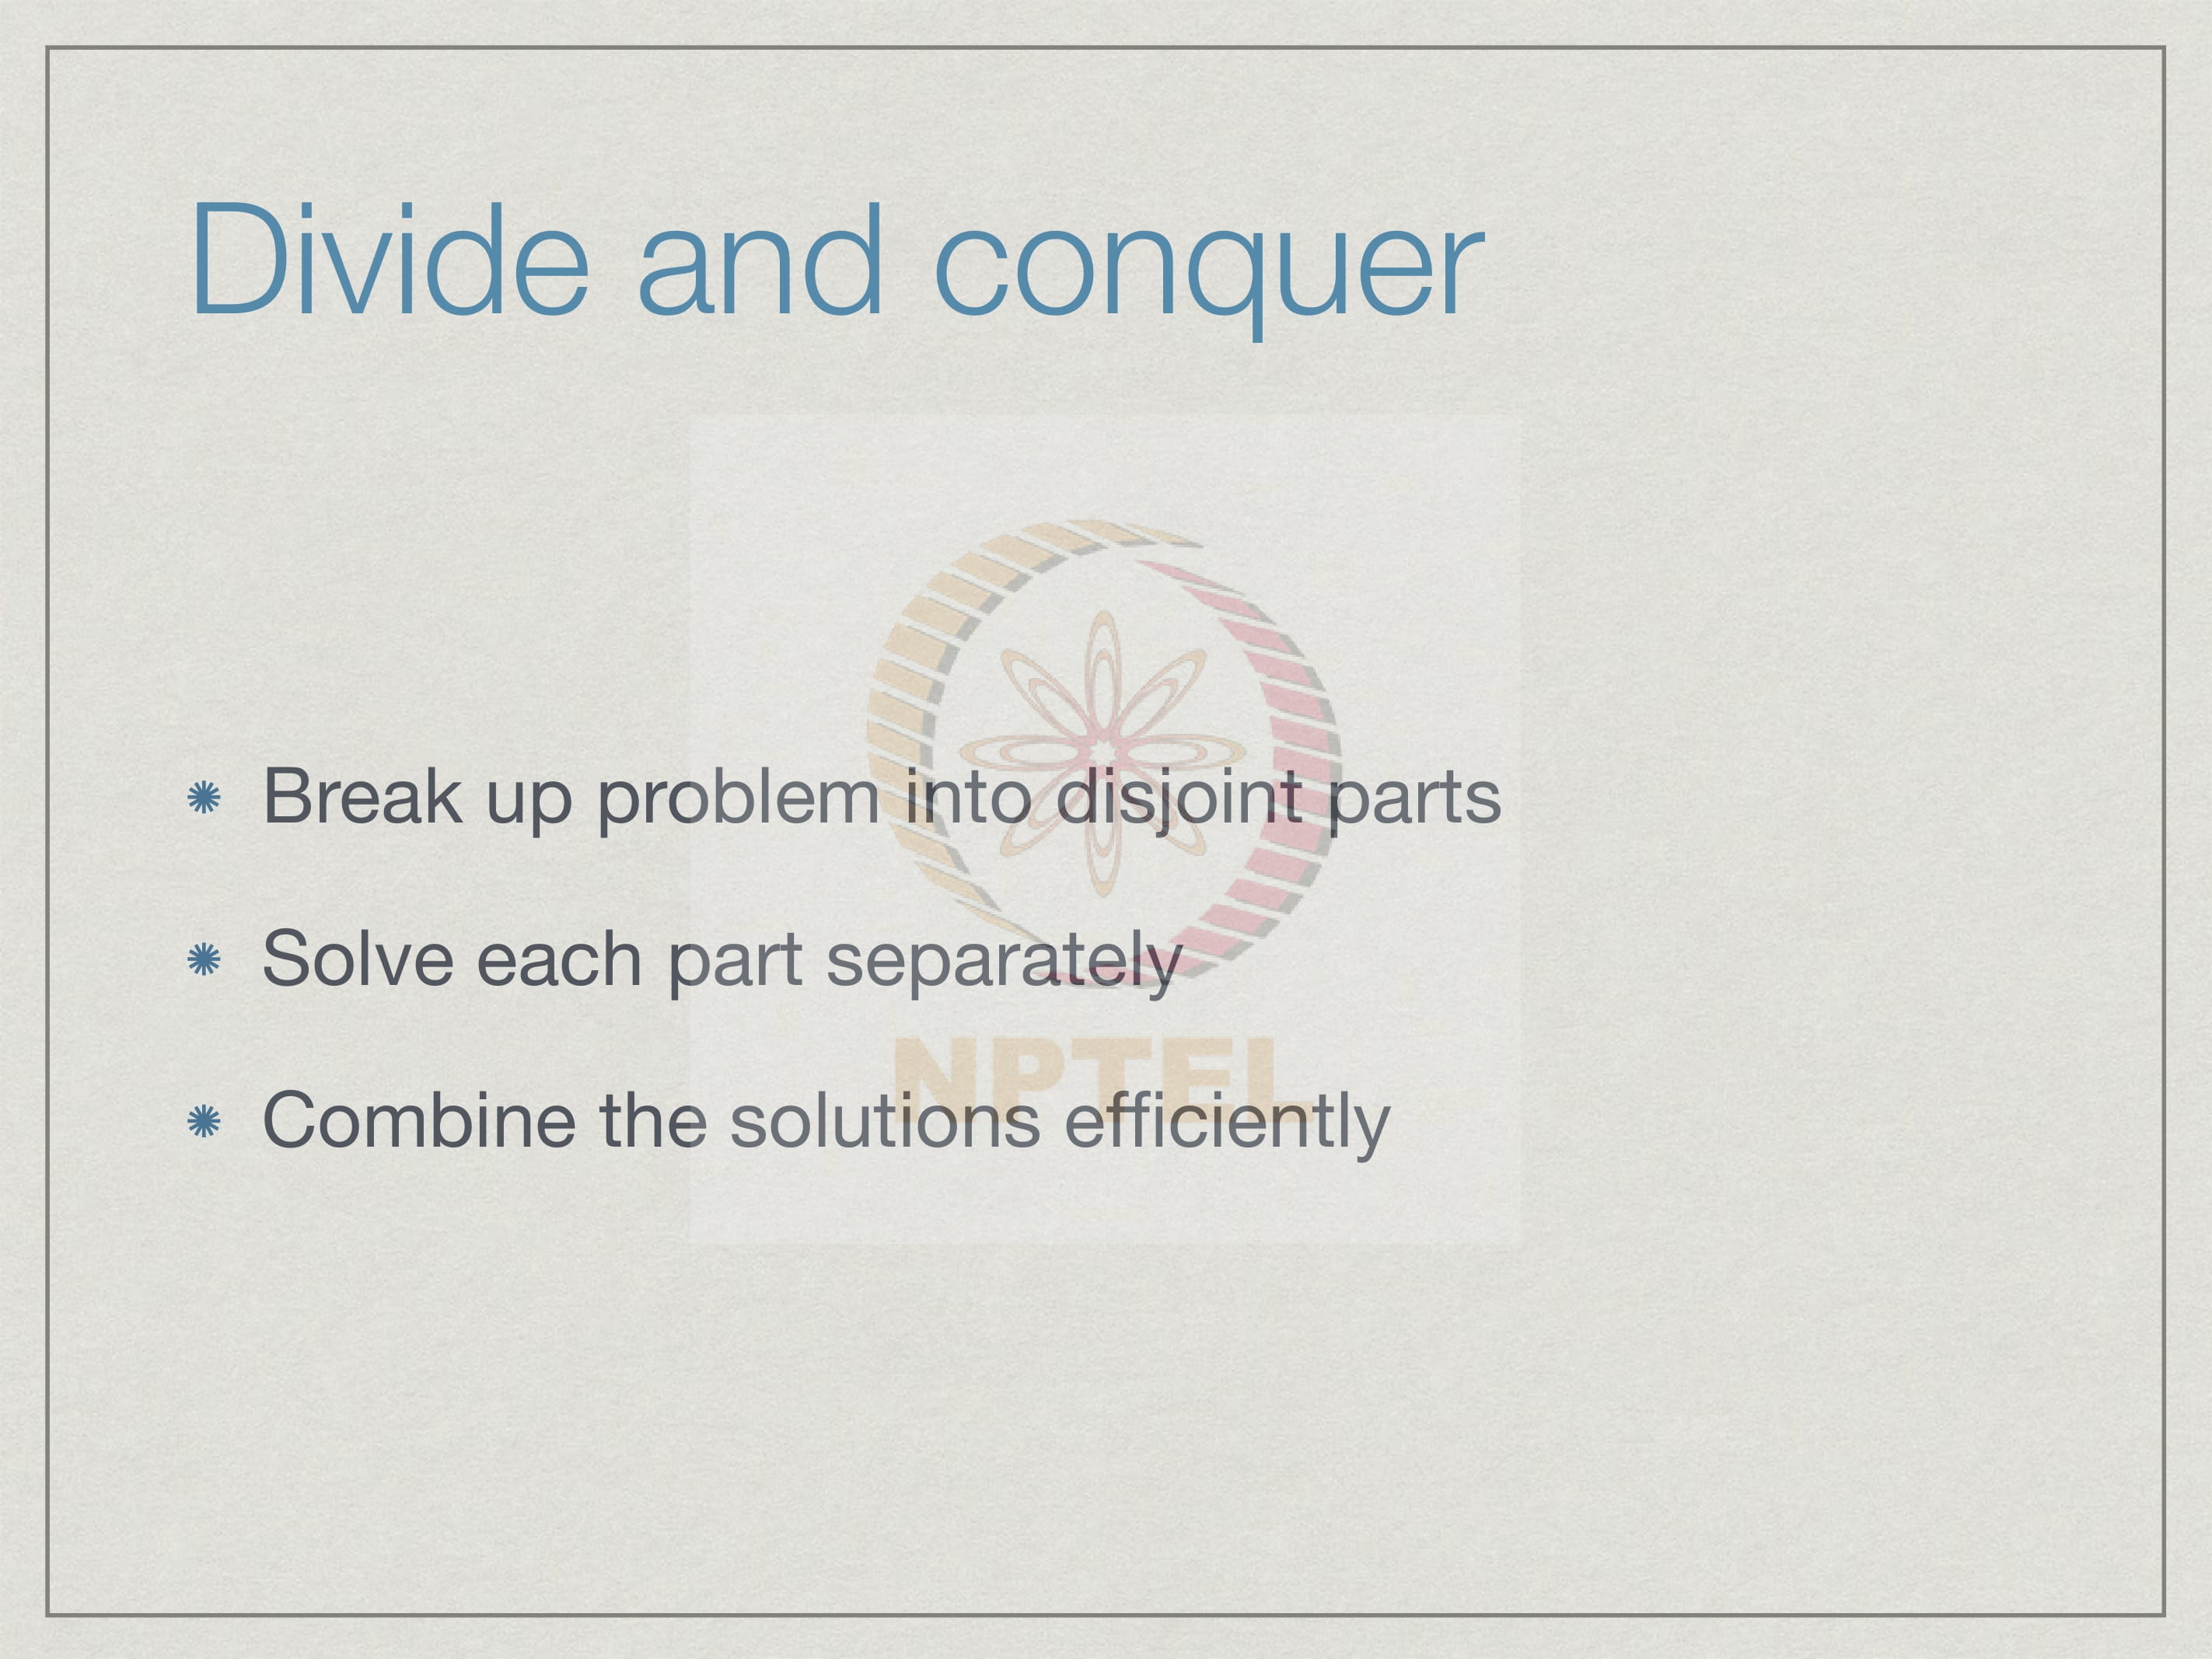 Divide and conquer
Break up problem into disjoint parts
Solve each part separately
Combine the solutions efficiently
NPTEL